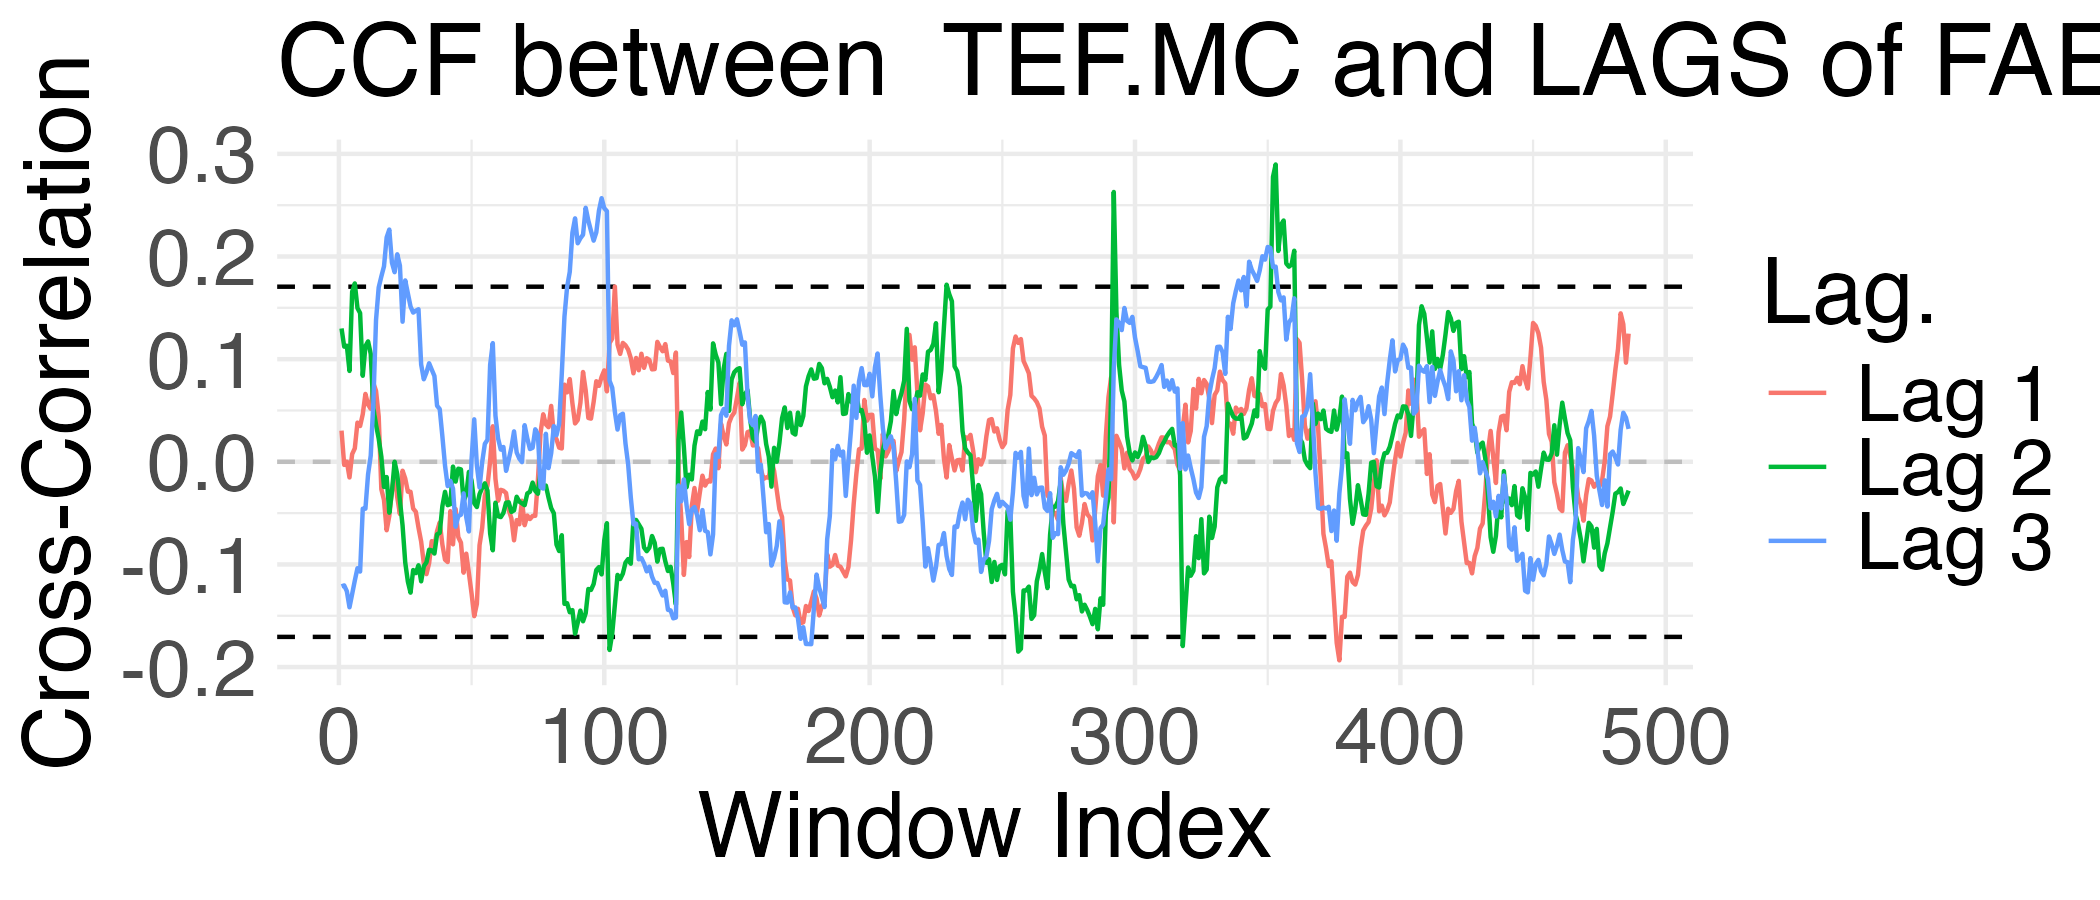 CCF between  TEF.MC and LAGS of FAE
Cross-Correlation
0.3
0.2
0.1
0.0
-0.1
-0.2
0 100 200 300 400 500
Window Index
Lag.
Lag 1
Lag 2
Lag 3